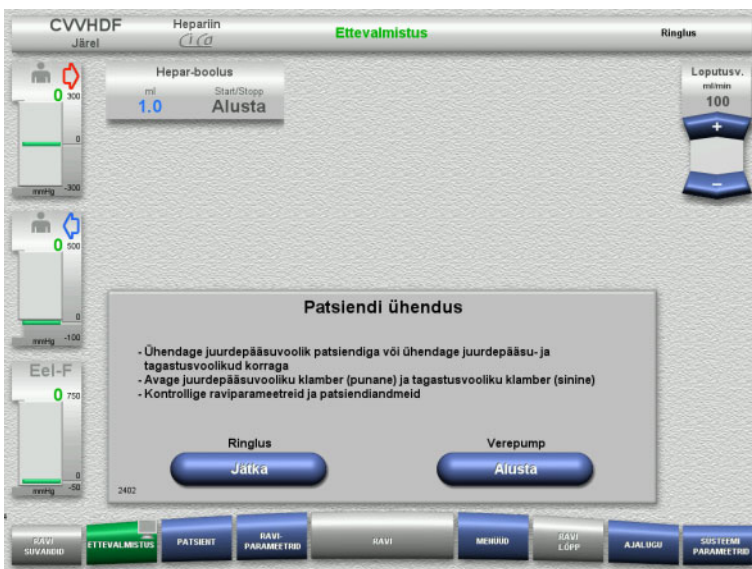 CVVHDF
Järel
Hepariin
Ci Ca
Ettevalmistus
Ringlus
0 300
0
mmHg -300
Hepar-boolus
ml Start/Stopp
1.0 Alusta
Loputusv.
ml/min
100
+
–
0 500
0
mmHg -100
Eel-F
0 750
0
mmHg -50
Patsiendi ühendus
- Ühendage juurdepääsuvoolik patsiendiga või ühendage juurdepääsu- ja
tagastusvoolikud korraga
- Avage juurdepääsuvooliku klamber (punane) ja tagastusvooliku klamber (sinine)
- Kontrollige raviparameetreid ja patsiendiandmeid
Ringlus
Jätka
Verepump
Alusta
2402
RAVI
SUVANDID
ETTEVALMISTUS
PATSIENT
RAVI-
PARAMEETRID
RAVI
MENÜÜD
RAVI
LÕPP
AJALUGU
SÜSTEEMI
PARAMEETRID